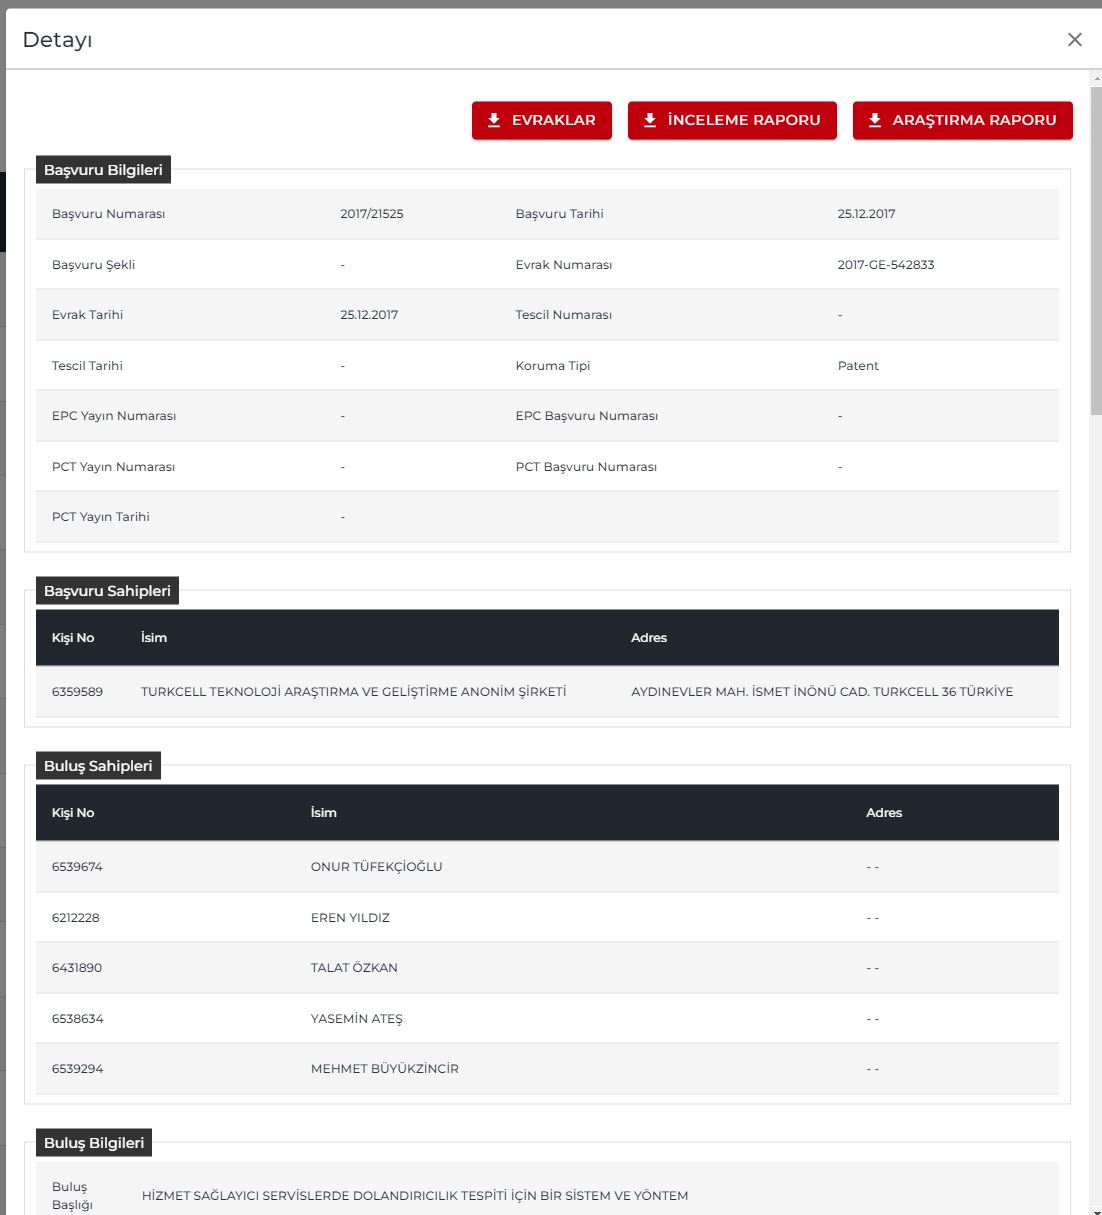 Detayı
EVRAKLAR İNCELEME RAPORU ARAŞTIRMA RAPORU
Başvuru Bilgileri
Başvuru Numarası 2017/21525 Başvuru Tarihi 25.12.2017
Başvuru Şekli - Evrak Numarası 2017-GE-542833
Evrak Tarihi 25.12.2017 Tescil Numarası -
Tescil Tarihi - Koruma Tipi Patent
EPC Yayın Numarası - EPC Başvuru Numarası -
PCT Yayın Numarası - PCT Başvuru Numarası -
PCT Yayın Tarihi -
Başvuru Sahipleri
Kişi No İsim Adres
6359589 TURKCELL TEKNOLOJİ ARAŞTIRMA VE GELİŞTİRME ANONİM ŞİRKETİ AYDINEVLER MAH. İSMET İNÖNÜ CAD. TURKCELL 36 TÜRKİYE
Buluş Sahipleri
Kişi No İsim Adres
6539674 ONUR TÜFEKÇİOĞLU - -
6212228 EREN YILDIZ - -
6431890 TALAT ÖZKAN - -
6538634 YASEMİN ATEŞ - -
6539294 MEHMET BÜYÜKZİNCİR - -
Buluş Bilgileri
Buluş
Başlığı HİZMET SAĞLAYICI SERVİSLERDE DOLANDIRICILIK TESPİTİ İÇİN BİR SİSTEM VE YÖNTEM